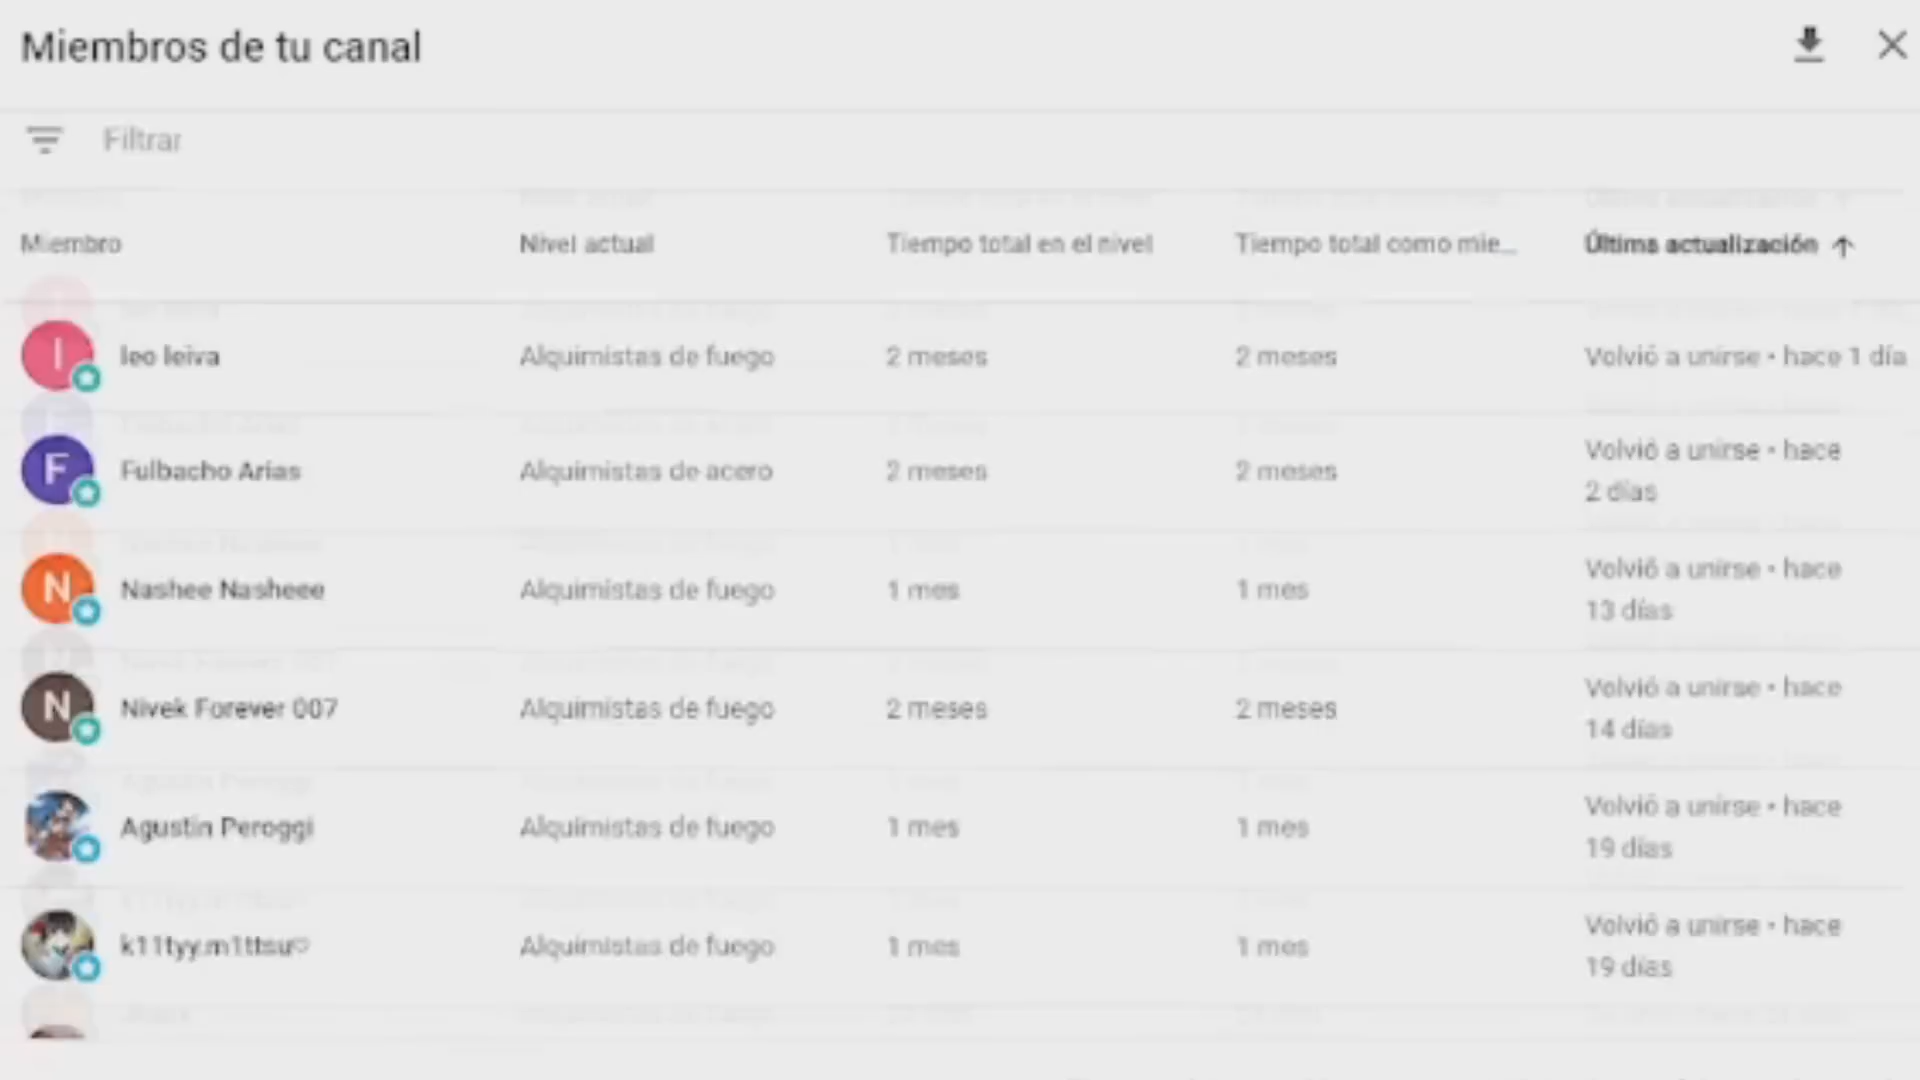 Miembros de tu canal
Filtrar
Miembro Nivel actual Tiempo total en el nivel Tiempo total como mie... Última actualización
leo leiva Alquimistas de fuego 2 meses 2 meses Volvió a unirse • hace 1 día
Fulbacho Arias Alquimistas de acero 2 meses 2 meses Volvió a unirse • hace
2 días
Nashee Nasheee Alquimistas de fuego 1 mes 1 mes Volvió a unirse • hace
13 días
Nivek Forever 007 Alquimistas de fuego 2 meses 2 meses Volvió a unirse • hace
14 días
Agustin Peroggi Alquimistas de fuego 1 mes 1 mes Volvió a unirse • hace
19 días
k11tyy.m1ttsu♡ Alquimistas de fuego 1 mes 1 mes Volvió a unirse • hace
19 días